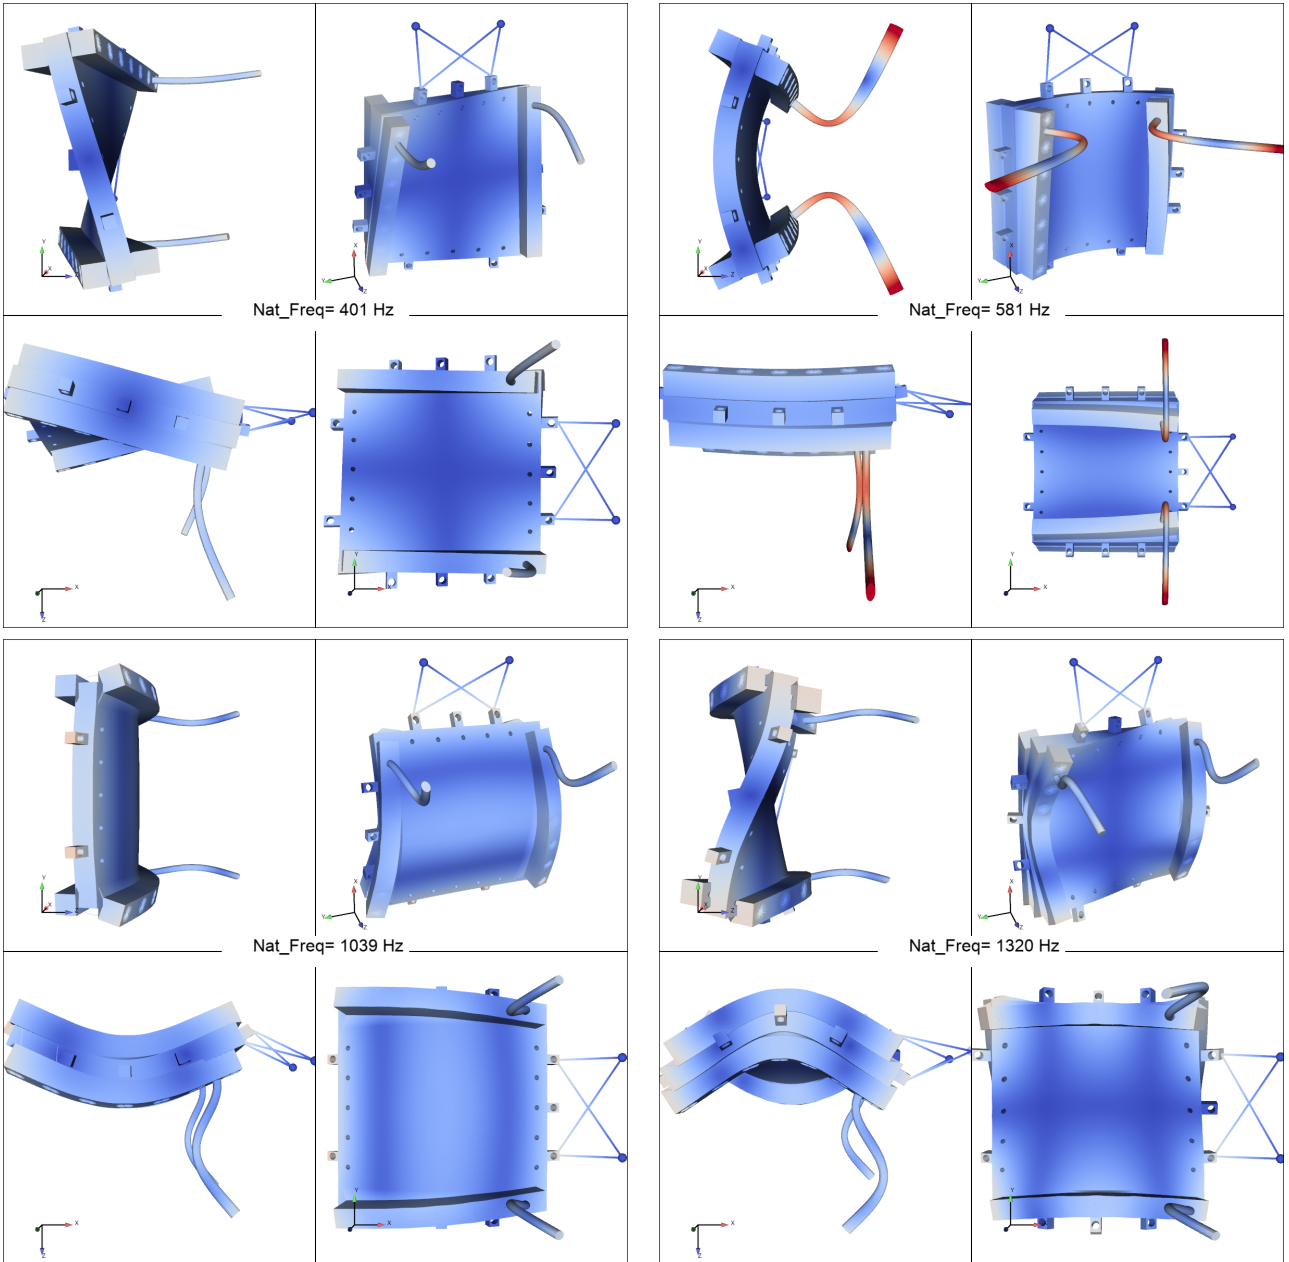 Nat_Freq= 401 Hz
Nat_Freq= 581 Hz
Nat_Freq= 1039 Hz
Nat_Freq= 1320 Hz